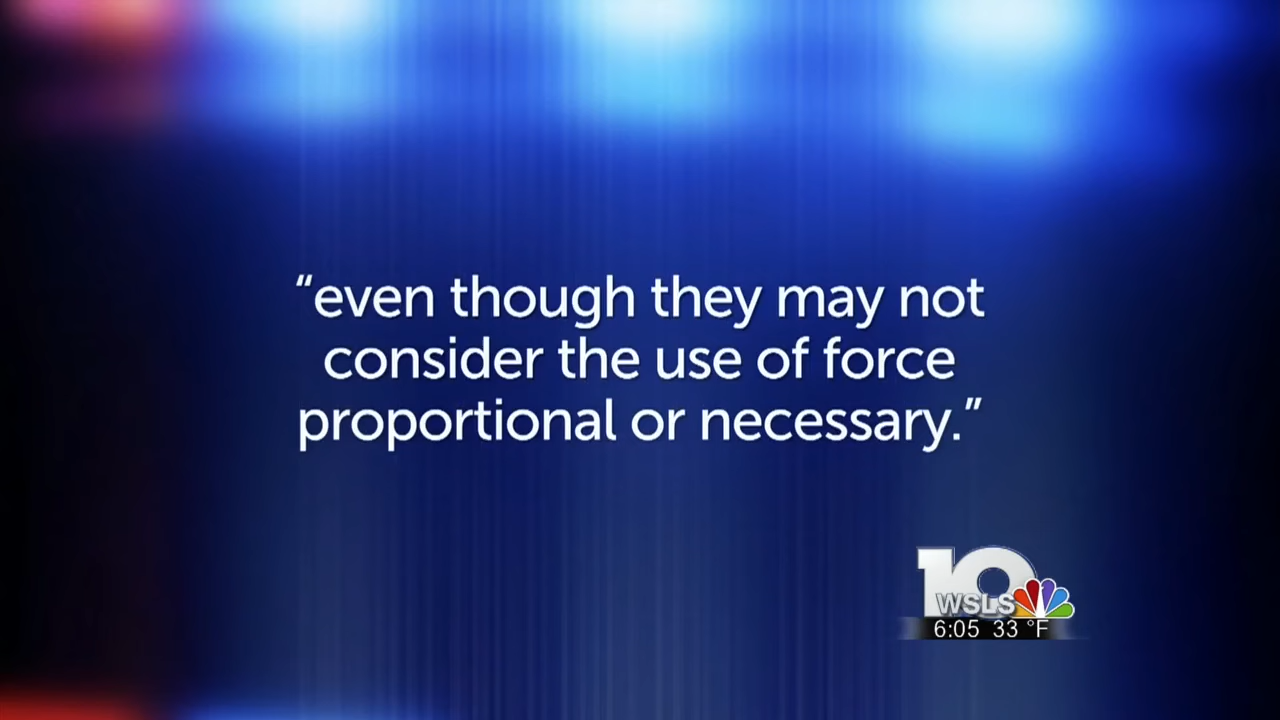 “even though they may not
consider the use of force
proportional or necessary.”
10
WSLS
6:05 33 °F